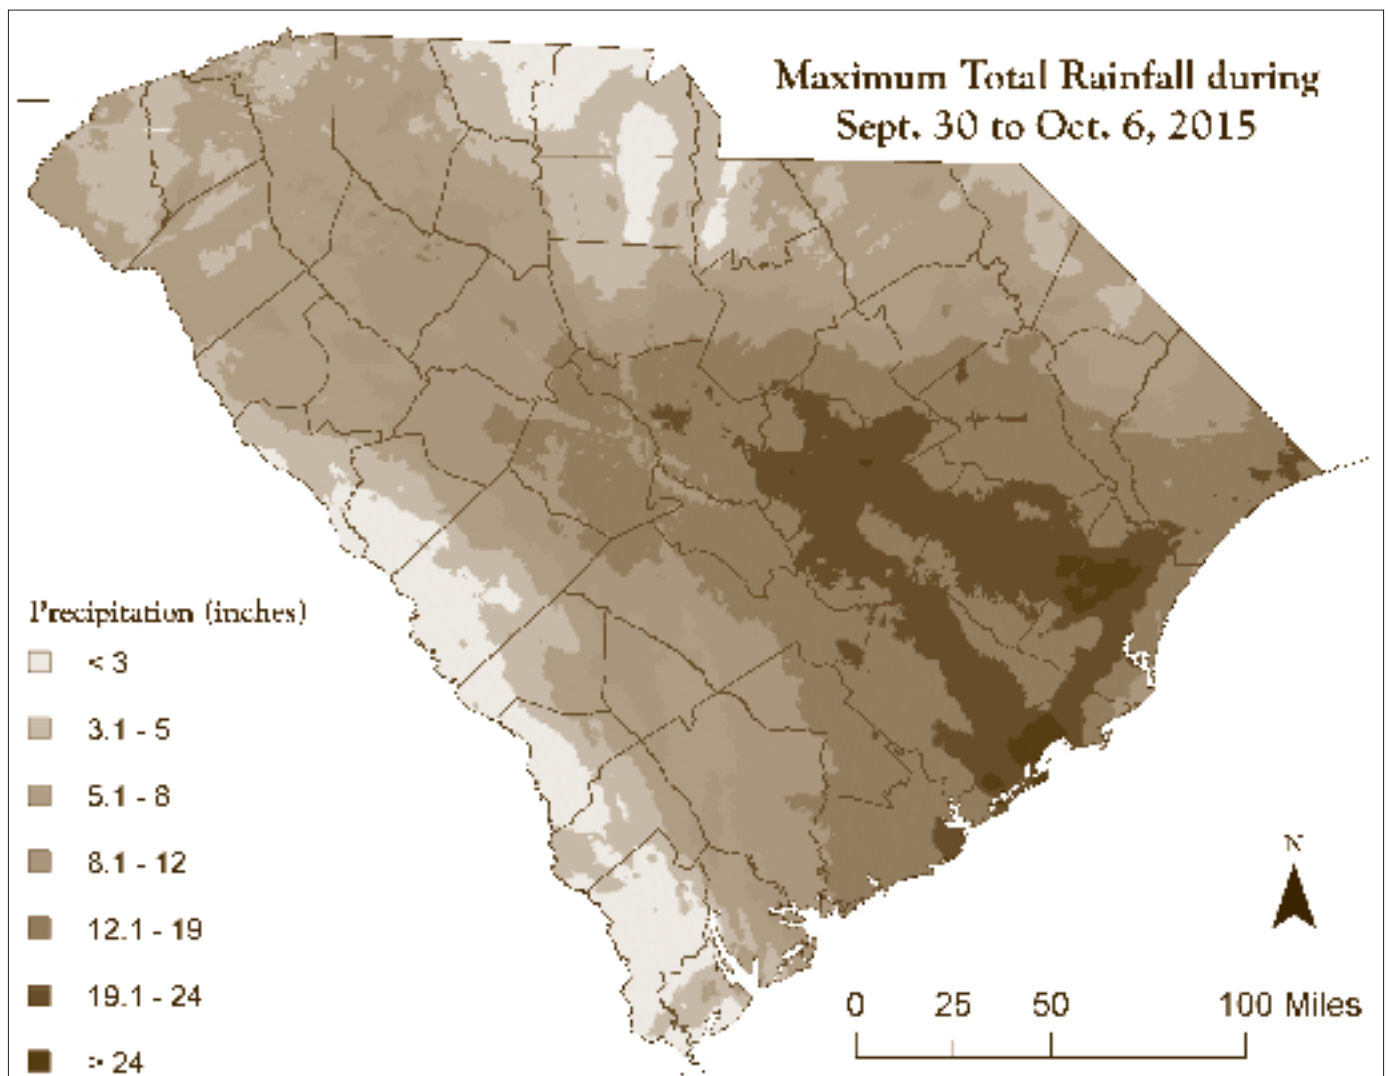 Maximum Total Rainfall during
Sept. 30 to Oct. 6, 2015
Precipitation (inches)
< 3
3.1 - 5
5.1 - 8
8.1 - 12
12.1 - 19
19.1 - 24
> 24
N
0 25 50 100 Miles